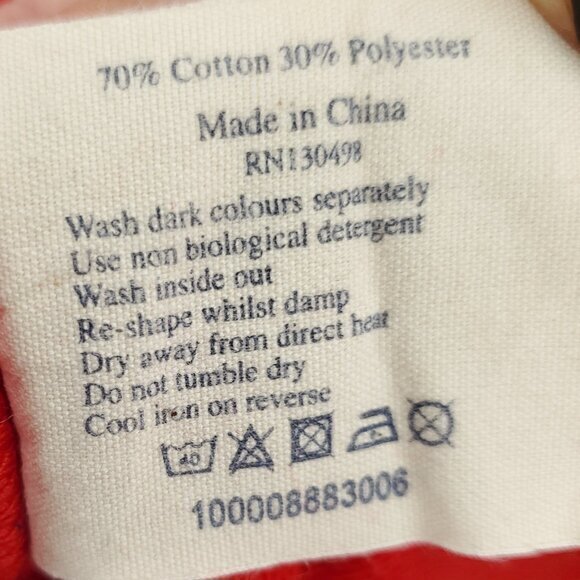 70% Cotton 30% Polyester
Made in China
RN130498
Wash dark colours separately
Use non biological detergent
Wash inside out
Re-shape whilst damp
Dry away from direct heat
Do not tumble dry
Cool iron on reverse
40
100008883006